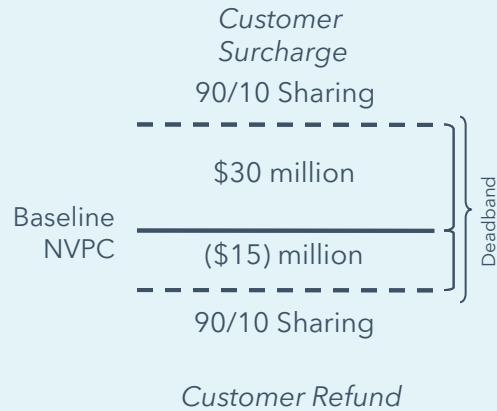 Customer
Surcharge
90/10 Sharing
$30 million
Baseline
NVPC
($15) million
Deadband
90/10 Sharing
Customer Refund